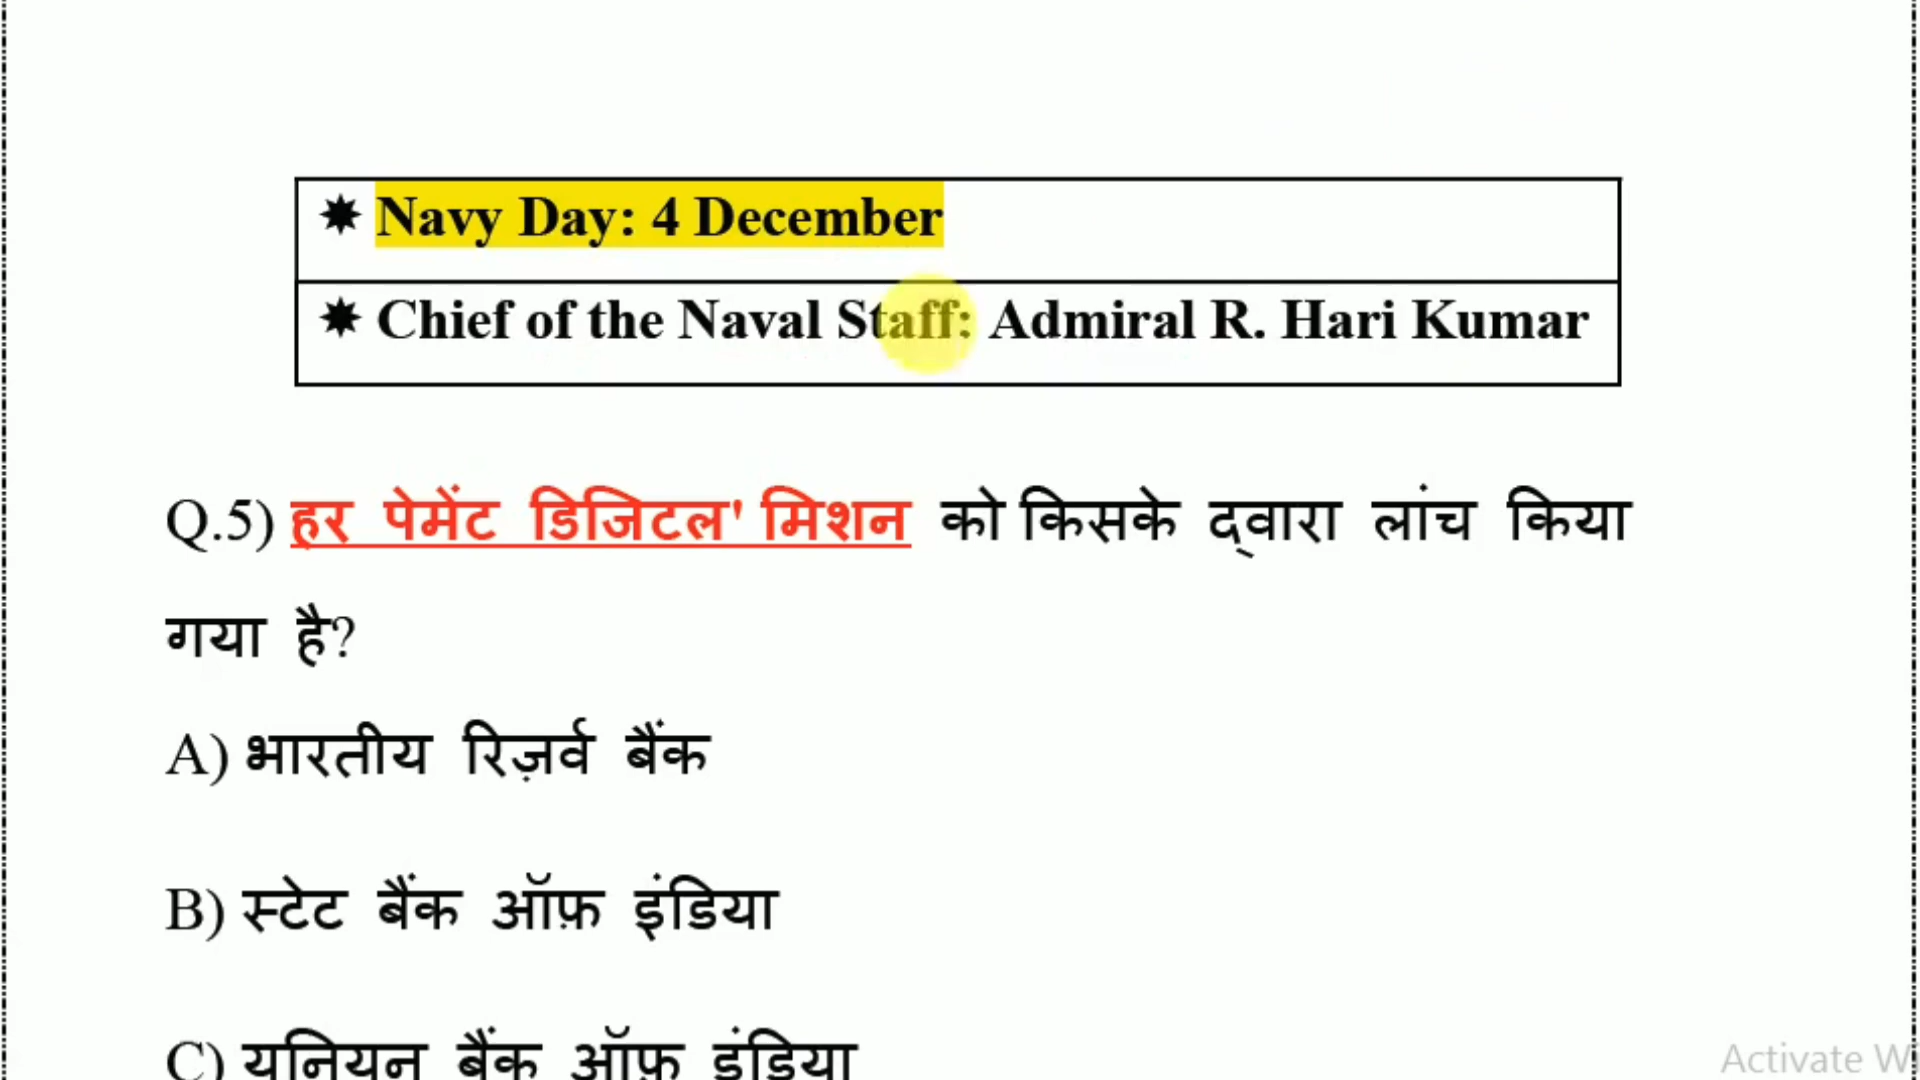 ✸ Navy Day: 4 December
✸ Chief of the Naval Staff: Admiral R. Hari Kumar
Q.5) हर पेमेंट डिजिटल' मिशन को किसके द्वारा लांच किया
गया है?
A) भारतीय रिज़र्व बैंक
B) स्टेट बैंक ऑफ़ इंडिया
C) यूनियन बैंक ऑफ़ इंडिया
Activate